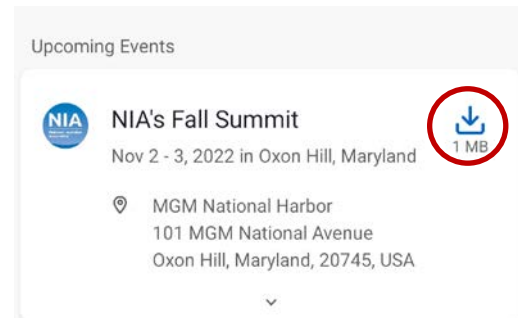 Upcoming Events
NIA
NIA's Fall Summit
Nov 2 - 3, 2022 in Oxon Hill, Maryland
1 MB
MGM National Harbor
101 MGM National Avenue
Oxon Hill, Maryland, 20745, USA